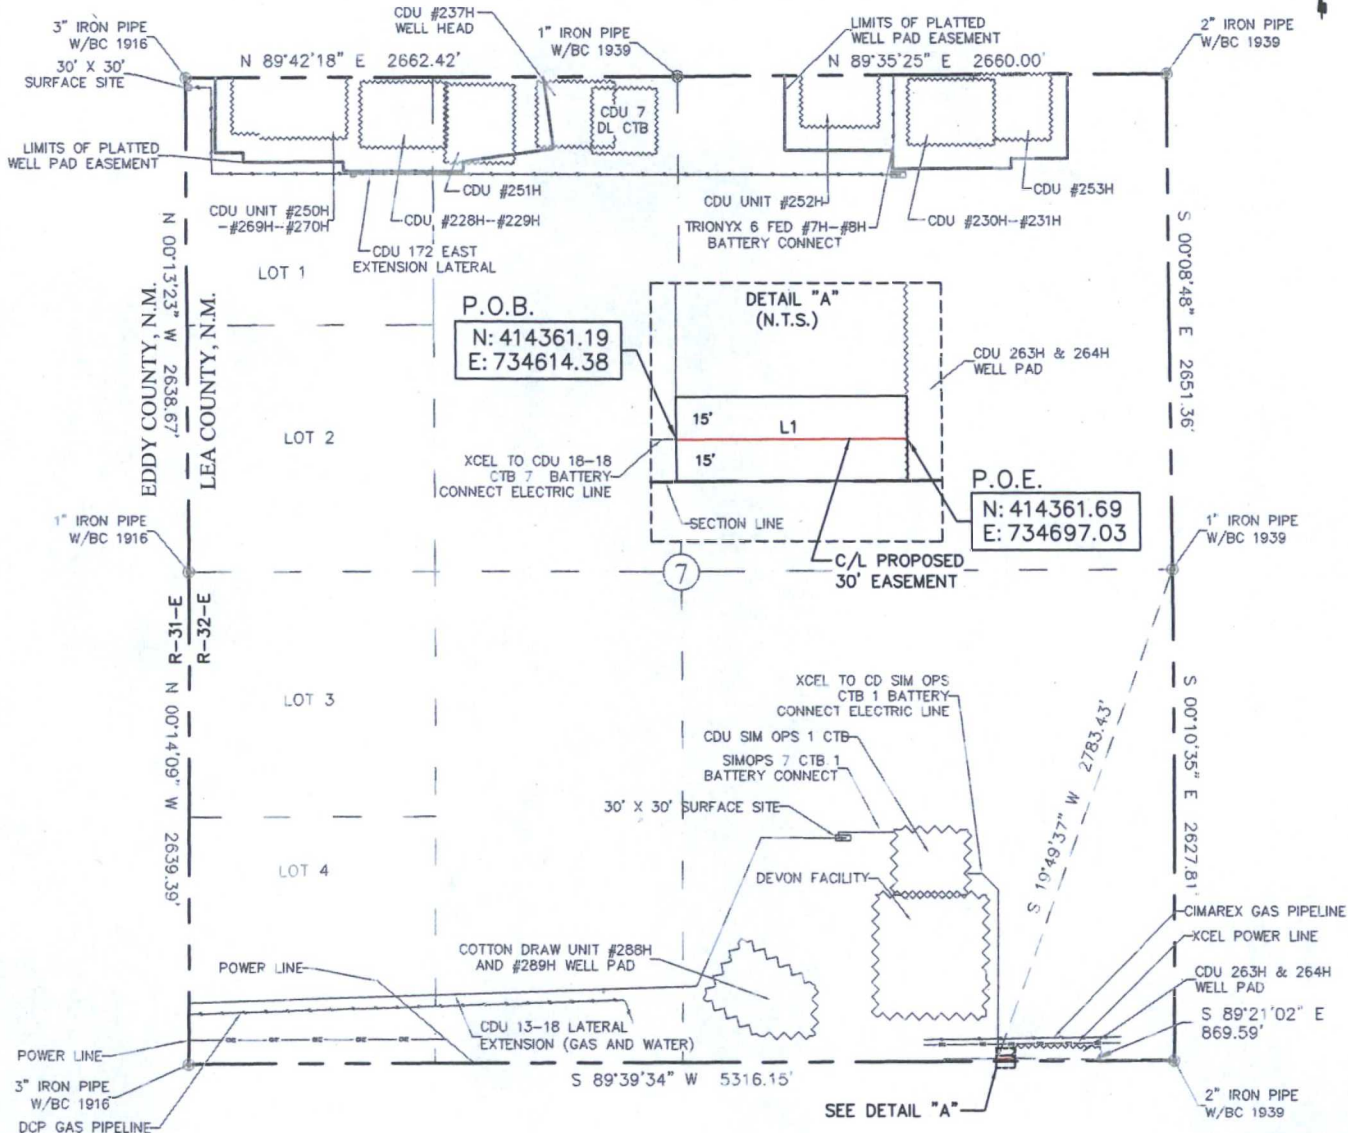 3" IRON PIPE
W/BC 1916
30' X 30'
SURFACE SITE
N 89°42'18" E 2662.42'
CDU #237H
WELL HEAD
1" IRON PIPE
W/BC 1939
LIMITS OF PLATTED
WELL PAD EASEMENT
N 89°35'25" E 2660.00'
2" IRON PIPE
W/BC 1939
CDU 7
DL CTB
LIMITS OF PLATTED
WELL PAD EASEMENT
CDU UNIT #250H
-#269H-#270H
CDU #251H
CDU #228H-#229H
CDU 172 EAST
EXTENSION LATERAL
CDU UNIT #252H
TRIONYX 6 FED #7H-#8H
BATTERY CONNECT
CDU #253H
CDU #230H-#231H
N 00°13'23" W 2638.67'
EDDY COUNTY, N.M.
LEA COUNTY, N.M.
S 00°08'48" E 2651.36'
LOT 1
LOT 2
P.O.B.
N: 414361.19
E: 734614.38
DETAIL "A"
(N.T.S.)
CDU 263H & 264H
WELL PAD
15'
L1
15'
XCEL TO CDU 18-18
CTB 7 BATTERY
CONNECT ELECTRIC LINE
SECTION LINE
P.O.E.
N: 414361.69
E: 734697.03
C/L PROPOSED
30' EASEMENT
1" IRON PIPE
W/BC 1916
1" IRON PIPE
W/BC 1939
7
R-31-E
R-32-E
N 00°14'09" W 2639.39'
LOT 3
LOT 4
XCEL TO CD SIM OPS
CTB 1 BATTERY
CONNECT ELECTRIC LINE
CDU SIM OPS 1 CTB
SIMOPS 7 CTB 1
BATTERY CONNECT
30' X 30' SURFACE SITE
DEVON FACILITY
S 19°49'37" W 2783.43'
S 00°10'35" E 2627.81'
CIMAREX GAS PIPELINE
XCEL POWER LINE
CDU 263H & 264H
WELL PAD
S 89°21'02" E
869.59'
COTTON DRAW UNIT #288H
AND #289H WELL PAD
POWER LINE
CDU 13-18 LATERAL
EXTENSION (GAS AND WATER)
POWER LINE
3" IRON PIPE
W/BC 1916
DCP GAS PIPELINE
S 89°39'34" W 5316.15'
SEE DETAIL "A"
2" IRON PIPE
W/BC 1939